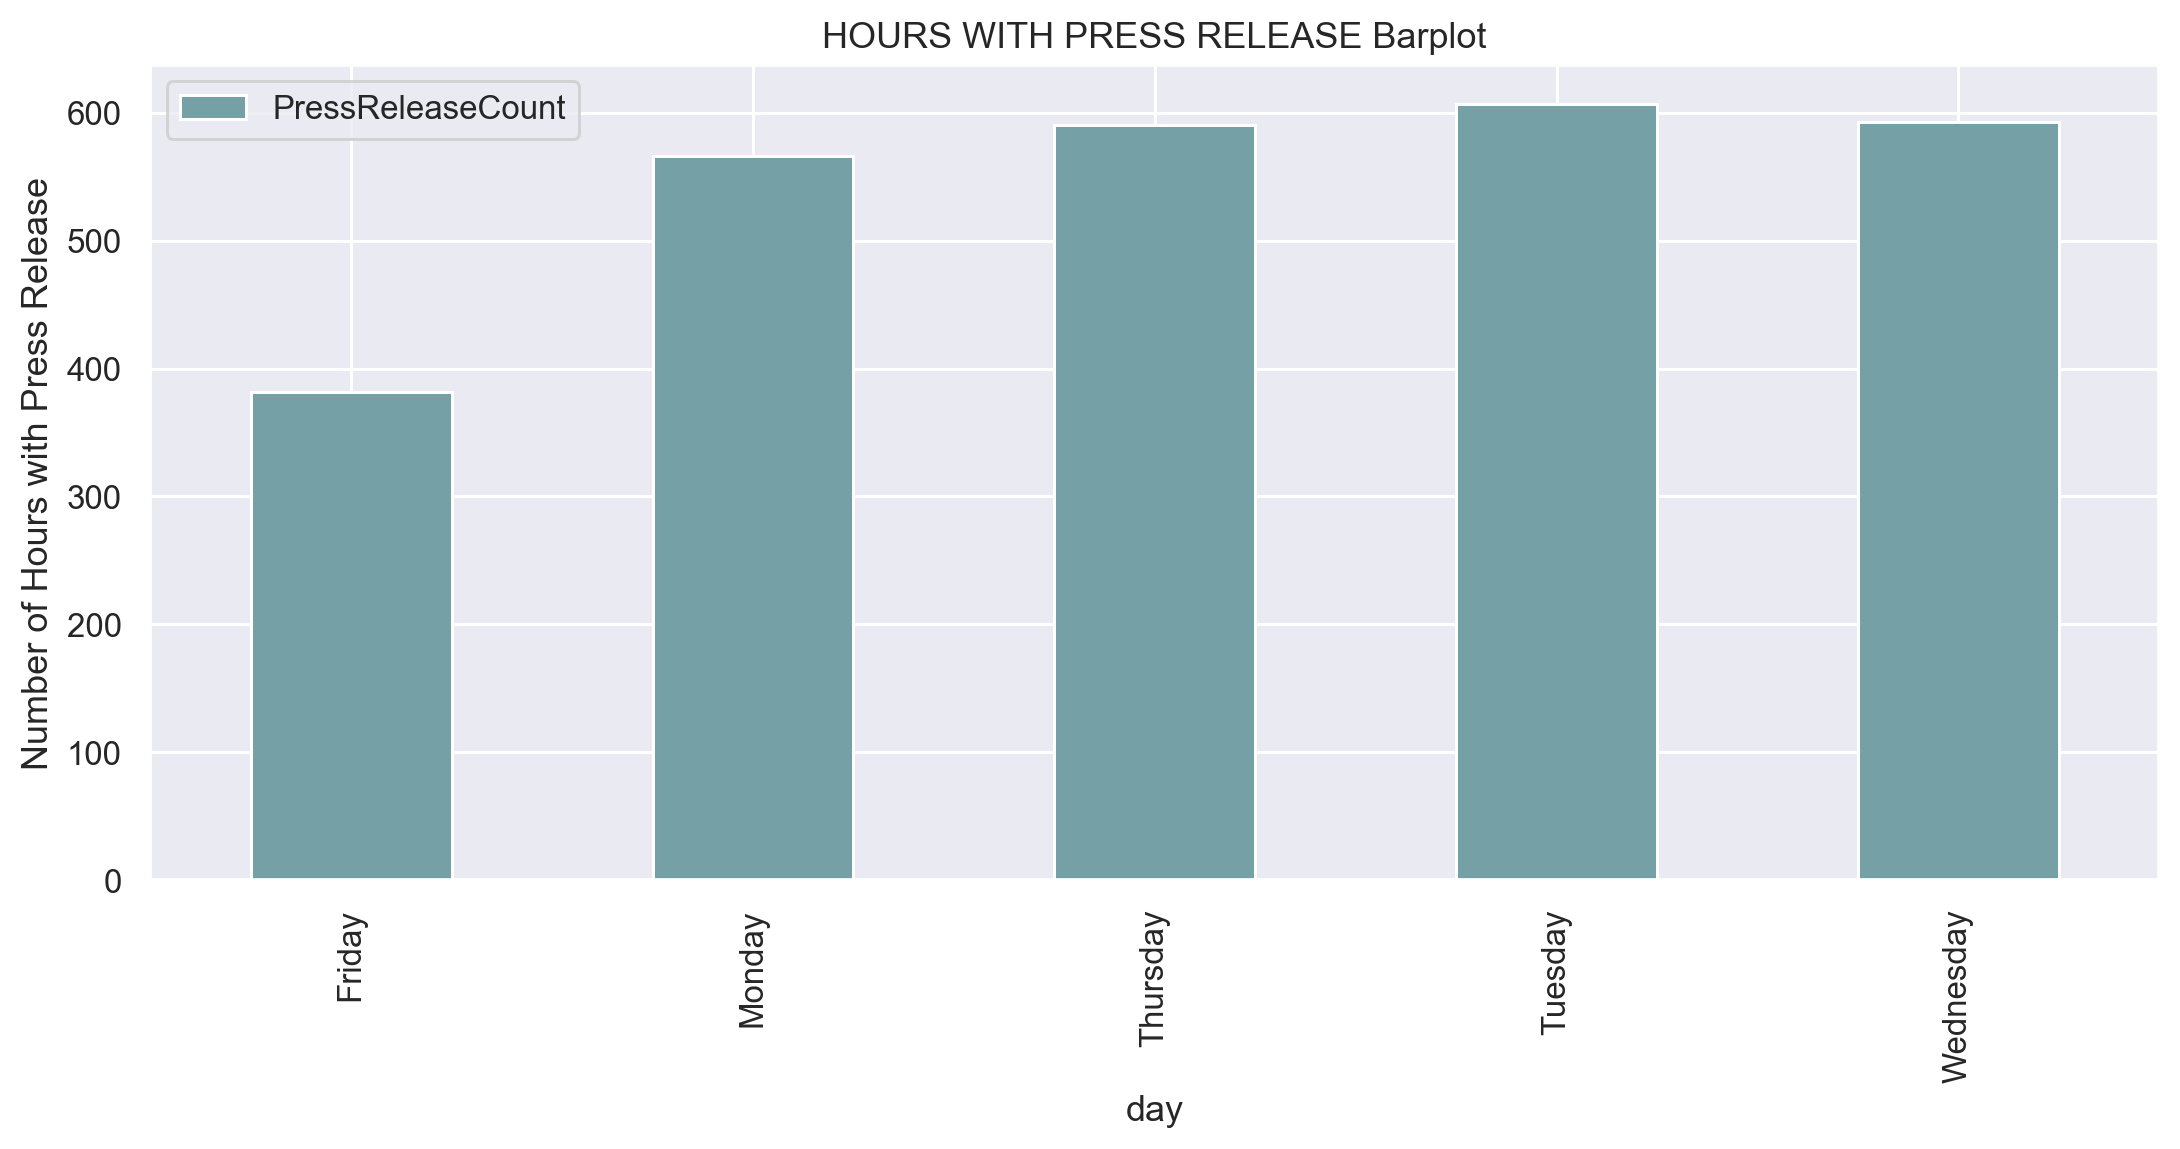 HOURS WITH PRESS RELEASE Barplot
PressReleaseCount
Number of Hours with Press Release
600
500
400
300
200
100
0
Friday
Monday
Thursday
Tuesday
Wednesday
day